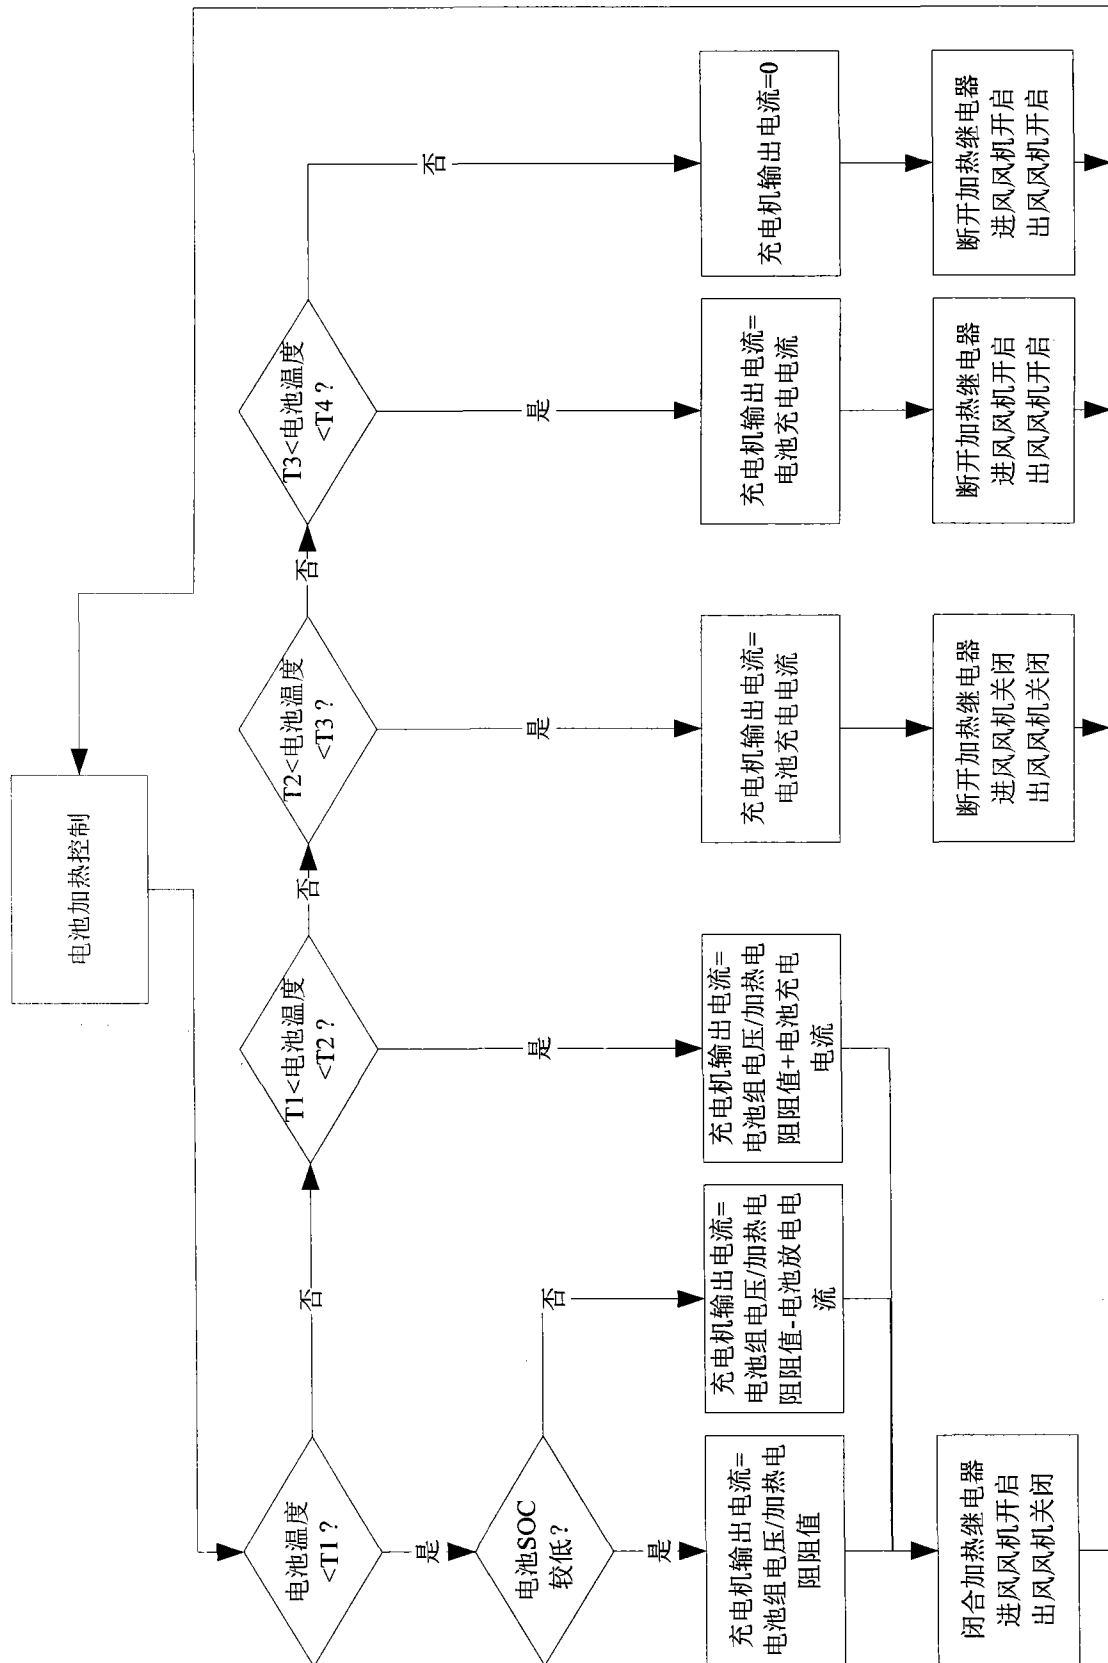 电池加热控制
电池温度
<T1？
否
T1<电池温度
<T2？
否
T2<电池温度
<T3？
否
T3<电池温度
<T4？
否
是
电池SOC
较低？
否
是
是
是
是
充电机输出电流=
电池组电压/加热电
阻阻值
充电机输出电流=
电池组电压/加热电
阻阻值-电池放电电
流
充电机输出电流=
电池组电压/加热电
阻阻值+电池充电
电流
充电机输出电流=
电池充电电流
充电机输出电流=
电池充电电流
充电机输出电流=0
闭合加热继电器
进风风机开启
出风风机关闭
断开加热继电器
进风风机关闭
出风风机关闭
断开加热继电器
进风风机开启
出风风机开启
断开加热继电器
进风风机开启
出风风机开启